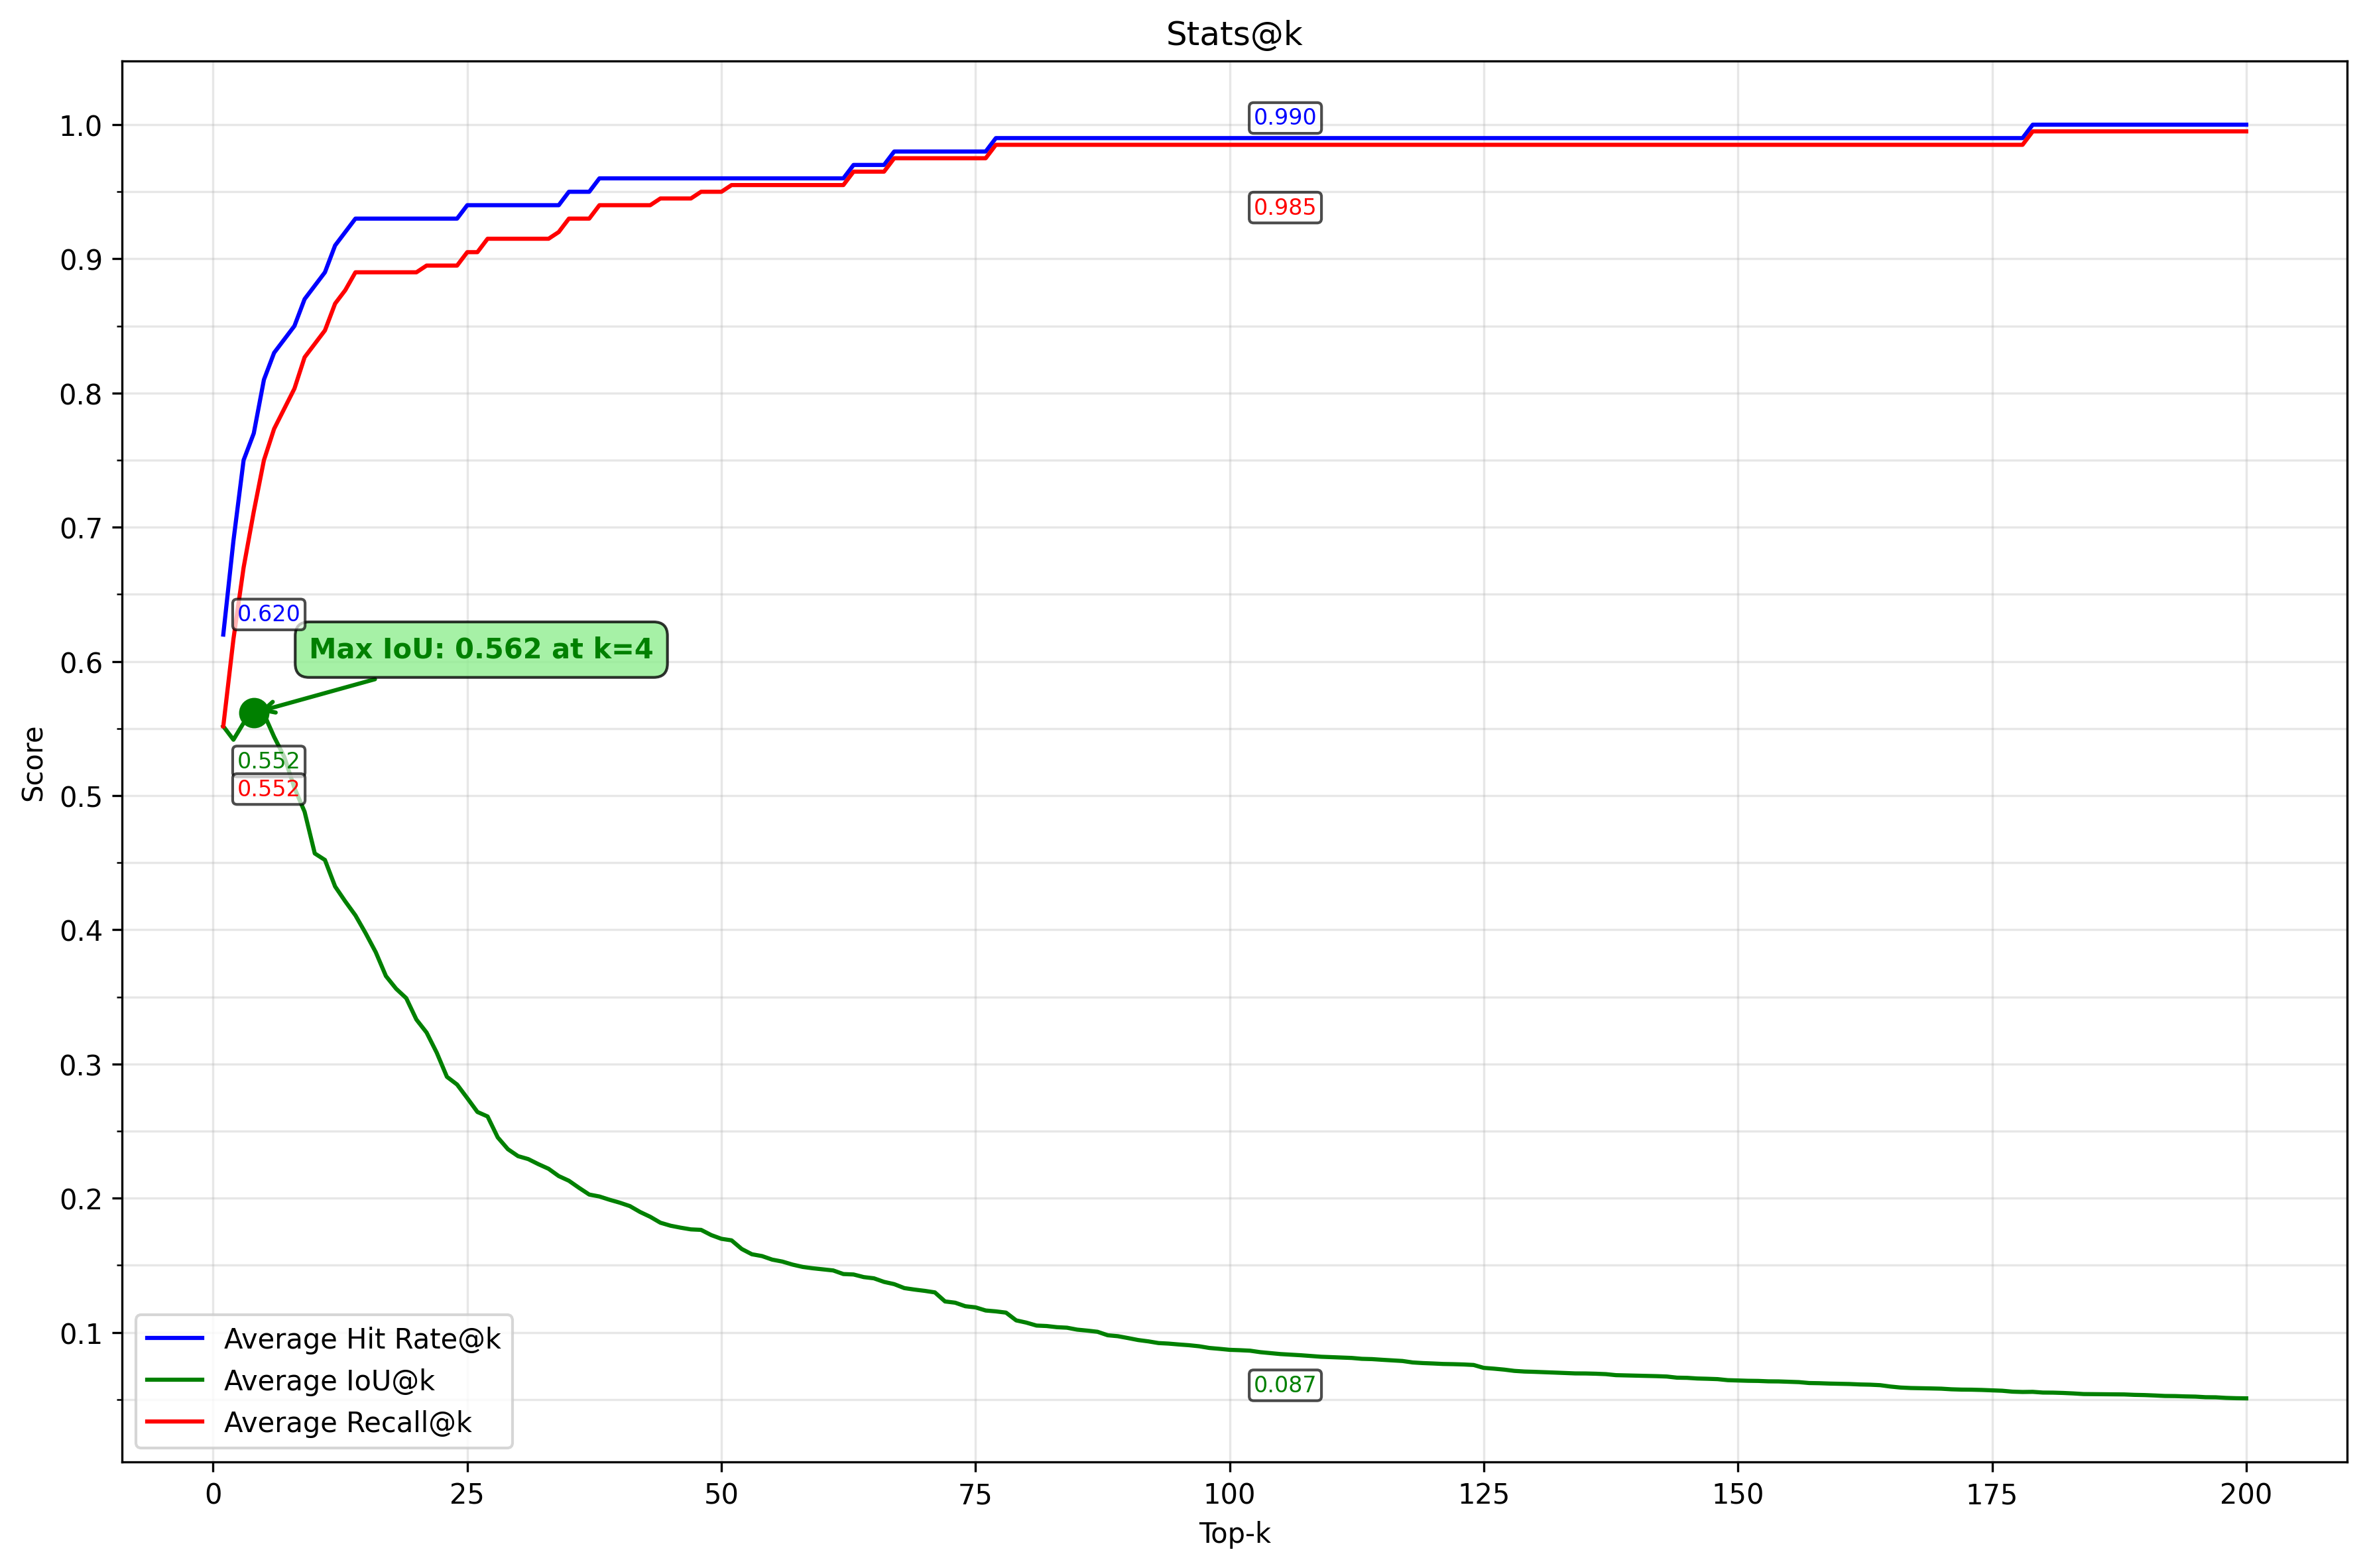 Stats@k
1.0
0.9
0.8
0.7
0.6
0.5
0.4
0.3
0.2
0.1
Score
0.990
0.985
0.620
Max IoU: 0.562 at k=4
0.552
0.552
0.087
Average Hit Rate@k
Average IoU@k
Average Recall@k
0 25 50 75 100 125 150 175 200
Top-k